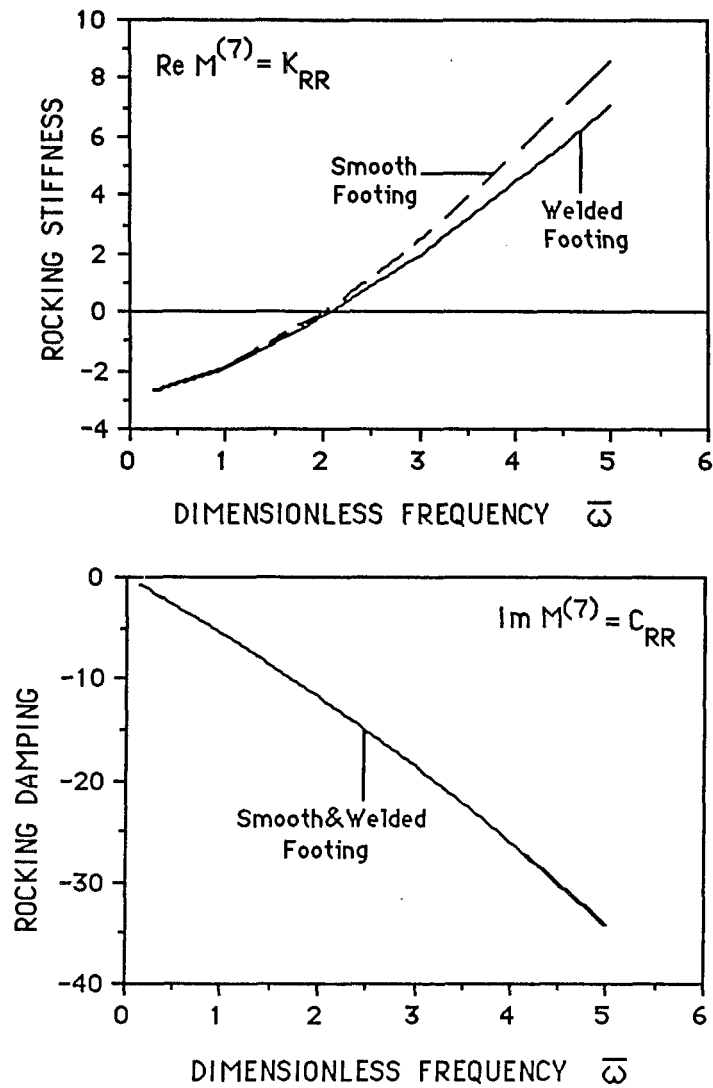 Re M(7) = KRR
ROCKING STIFFNESS
10
8
6
4
2
0
-2
-4
Smooth
Footing
Welded
Footing
0 1 2 3 4 5 6
DIMENSIONLESS FREQUENCY ω̅
Im M(7) = CRR
ROCKING DAMPING
0
-10
-20
-30
-40
Smooth&Welded
Footing
0 1 2 3 4 5 6
DIMENSIONLESS FREQUENCY ω̅